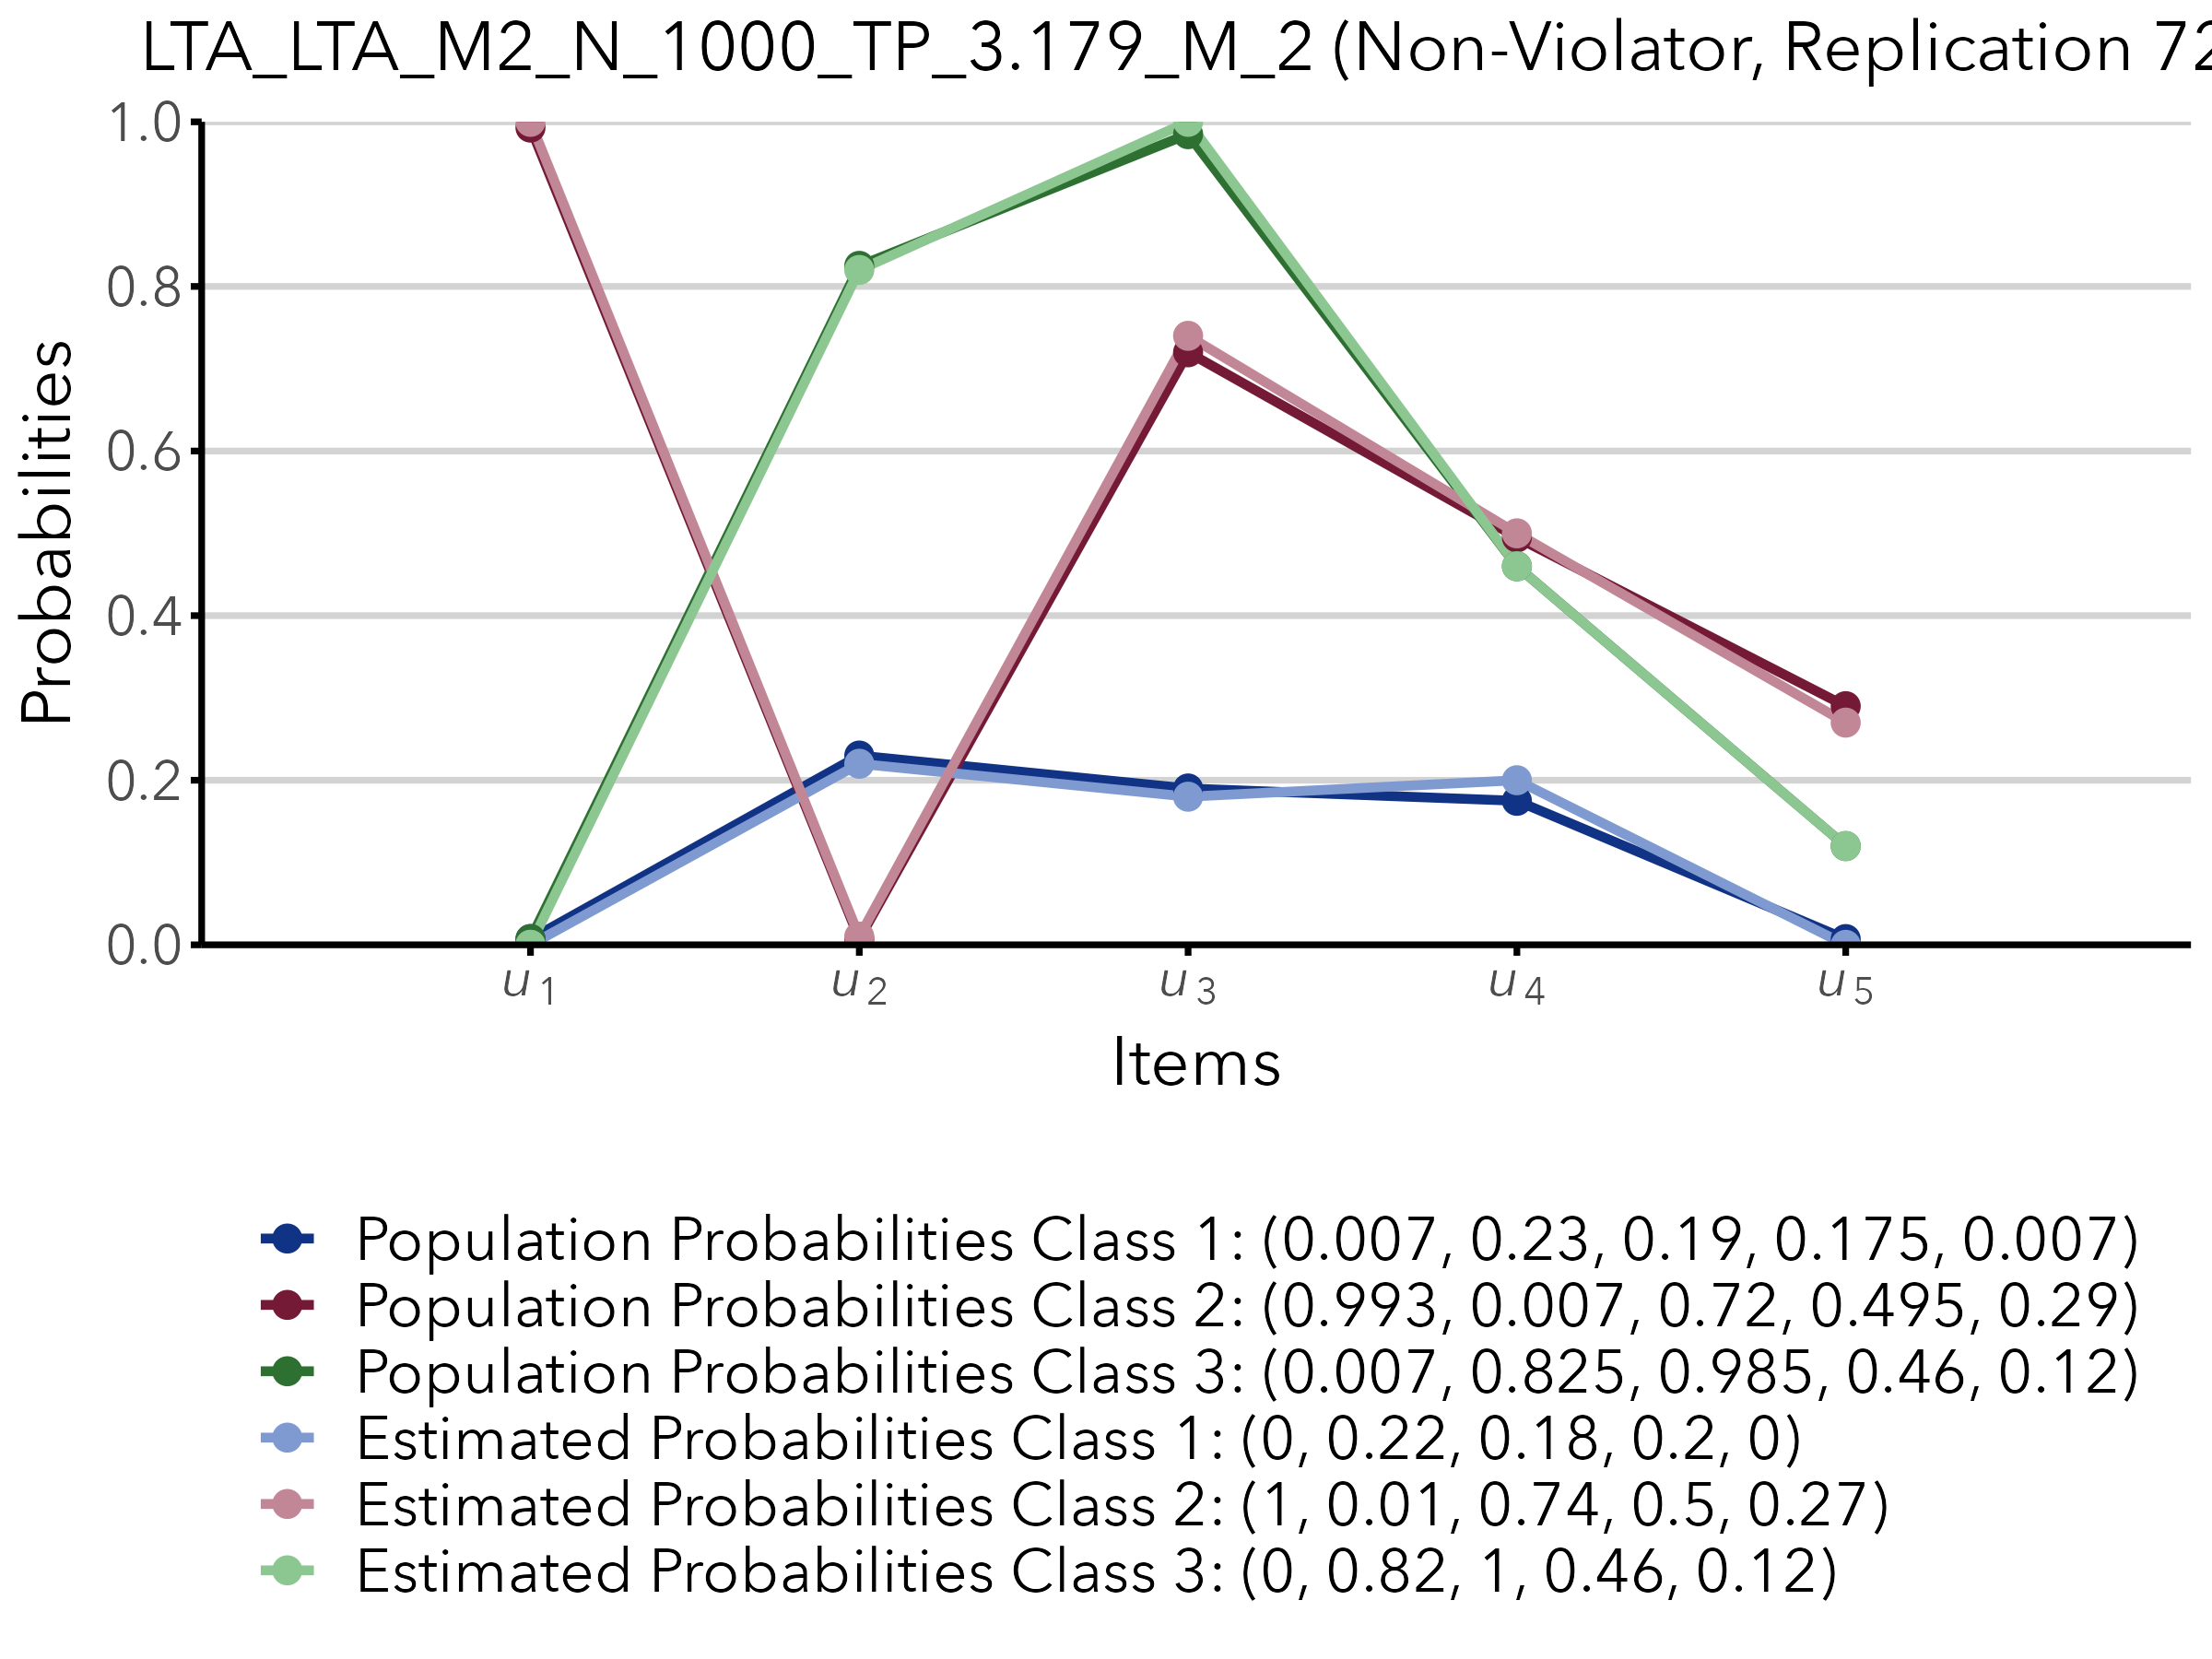 LTA_LTA_M2_N_1000_TP_3.179_M_2 (Non-Violator, Replication 72
1.0
0.8
0.6
0.4
0.2
0.0
Probabilities
u1 u2 u3 u4 u5
Items
Population Probabilities Class 1: (0.007, 0.23, 0.19, 0.175, 0.007)
Population Probabilities Class 2: (0.993, 0.007, 0.72, 0.495, 0.29)
Population Probabilities Class 3: (0.007, 0.825, 0.985, 0.46, 0.12)
Estimated Probabilities Class 1: (0, 0.22, 0.18, 0.2, 0)
Estimated Probabilities Class 2: (1, 0.01, 0.74, 0.5, 0.27)
Estimated Probabilities Class 3: (0, 0.82, 1, 0.46, 0.12)